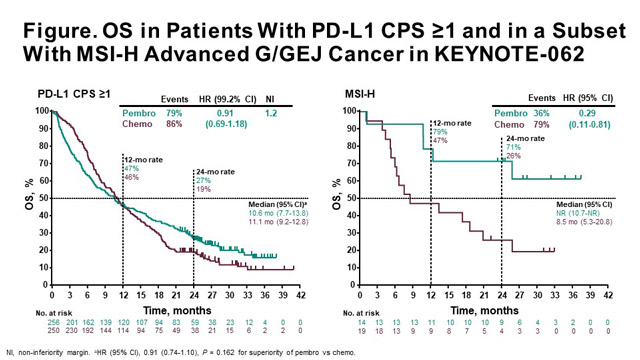 Figure. OS in Patients With PD-L1 CPS ≥1 and in a Subset
With MSI-H Advanced G/GEJ Cancer in KEYNOTE-062
PD-L1 CPS ≥1
Events HR (99.2% CI) NI
Pembro 79% 0.91 1.2
Chemo 86% (0.69-1.18)
OS, %
100
90
80
70
60
50
40
30
20
10
0
12-mo rate
47%
46%
24-mo rate
27%
19%
Median (95% CI)ᵃ
10.6 mo (7.7-13.8)
11.1 mo (9.2-12.8)
0 3 6 9 12 15 18 21 24 27 30 33 36 39 42
No. at risk
Time, months
256 201 162 139 120 107 94 83 59 38 23 12 4 0 0
250 230 192 144 114 94 75 49 38 21 15 6 2 2 0
MSI-H
Events HR (95% CI)
Pembro 36% 0.29
Chemo 79% (0.11-0.81)
OS, %
100
90
80
70
60
50
40
30
20
10
0
12-mo rate
79%
47%
24-mo rate
71%
26%
Median (95% CI)
NR (10.7-NR)
8.5 mo (5.3-20.8)
0 3 6 9 12 15 18 21 24 27 30 33 36 39 42
No. at risk
Time, months
14 13 13 13 11 11 10 10 9 6 4 3 2 0 0
19 18 13 9 9 8 7 5 4 3 2 2 0 0 0
NI, non-inferiority margin. ᵃHR (95% CI), 0.91 (0.74-1.10), P = 0.162 for superiority of pembro vs chemo.